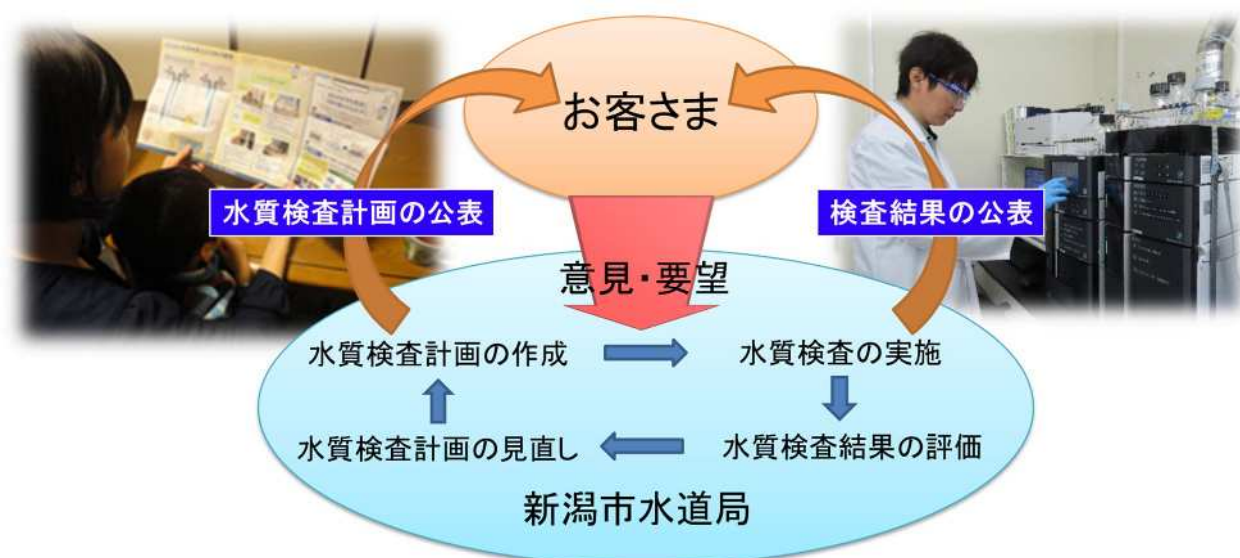 お客さま
水質検査計画の公表
検査結果の公表
意見・要望
水質検査計画の作成
水質検査の実施
水質検査計画の見直し
水質検査結果の評価
新潟市水道局